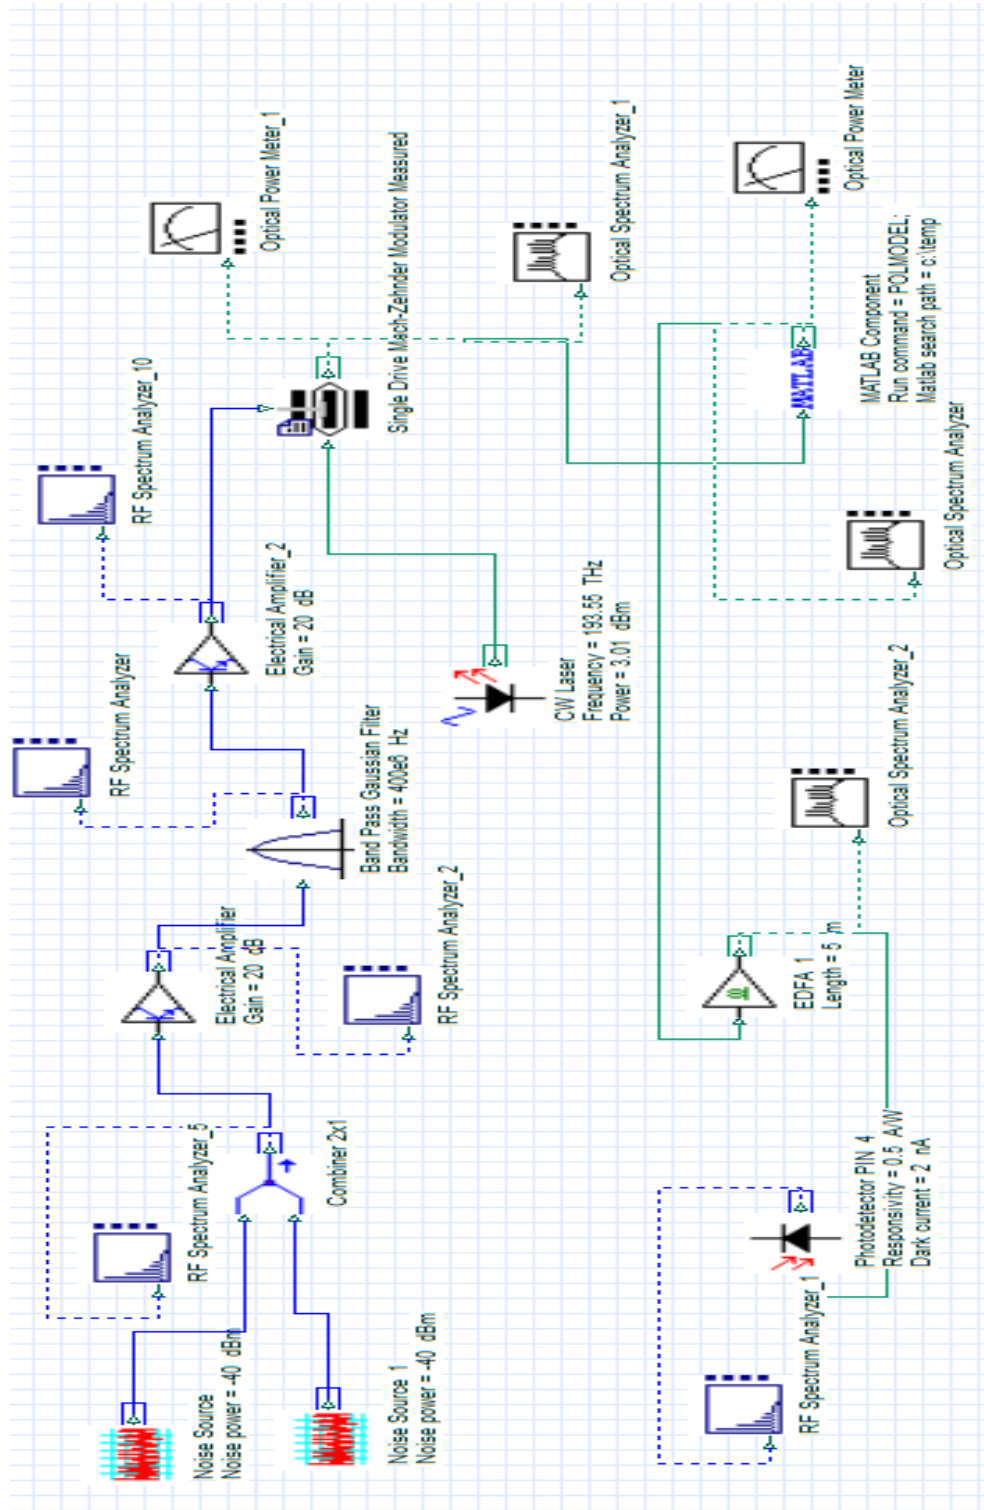 Noise Source
Noise power = -40 dBm
Noise Source 1
Noise power = -40 dBm
RF Spectrum Analyzer_5
Combiner 2x1
Electrical Amplifier
Gain = 20 dB
RF Spectrum Analyzer_2
RF Spectrum Analyzer
Band Pass Gaussian Filter
Bandwidth = 400e6 Hz
Electrical Amplifier_2
Gain = 20 dB
RF Spectrum Analyzer_10
CW Laser
Frequency = 193.55 THz
Power = 3.01 dBm
Single Drive Mach-Zehnder Modulator Measured
Optical Power Meter_1
Optical Spectrum Analyzer_1
RF Spectrum Analyzer_1
Photodetector PIN 4
Responsivity = 0.5 A/W
Dark current = 2 nA
EDFA 1
Length = 5 m
Optical Spectrum Analyzer_2
Optical Spectrum Analyzer
MATLAB
MATLAB Component
Run command = POLMODEL;
Matlab search path = c:\temp
Optical Power Meter